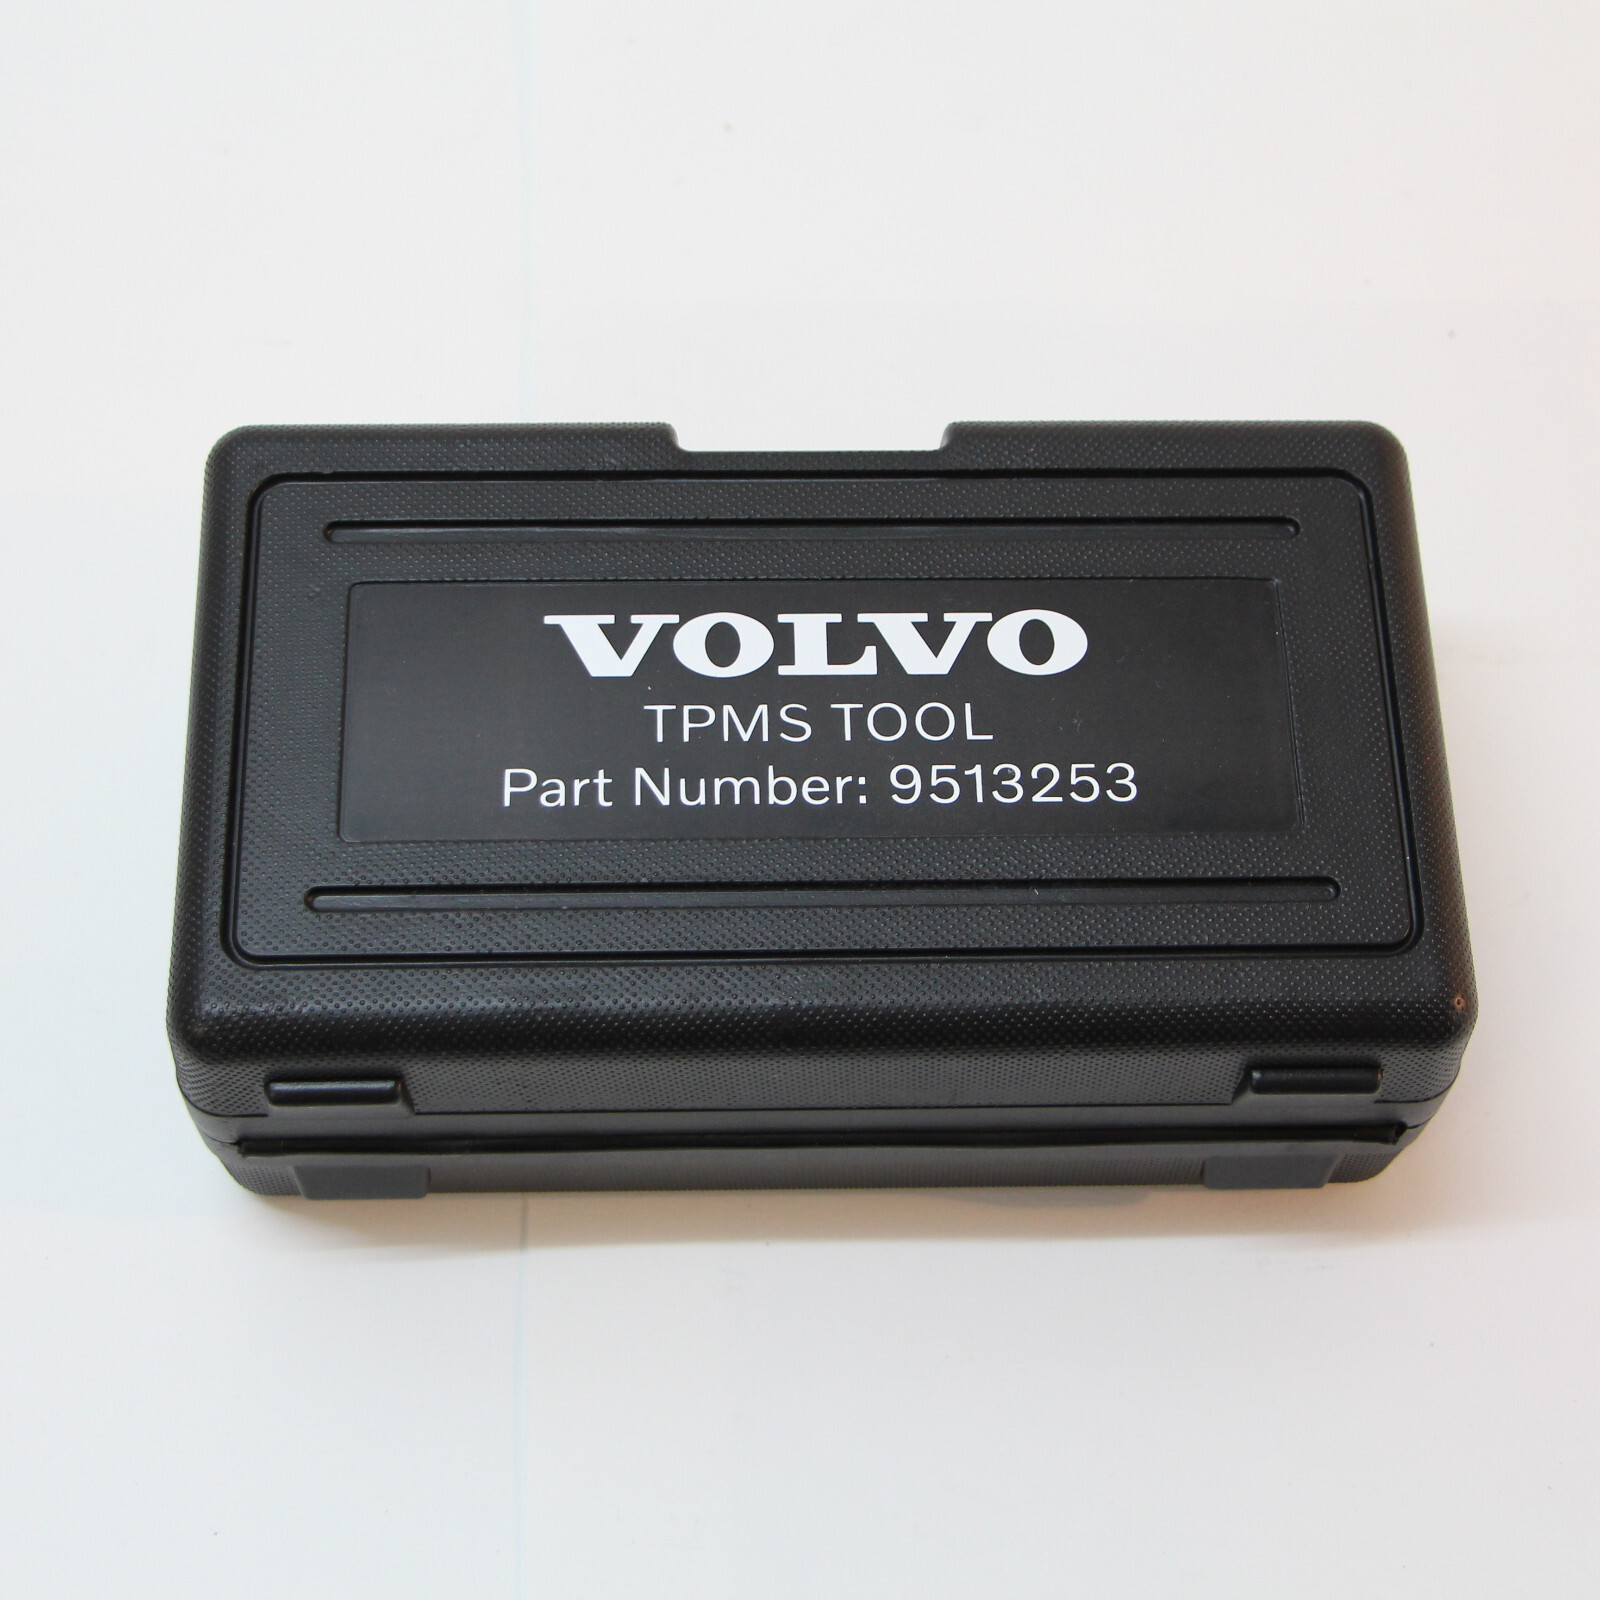 VOLVO
TPMS TOOL
Part Number: 9513253